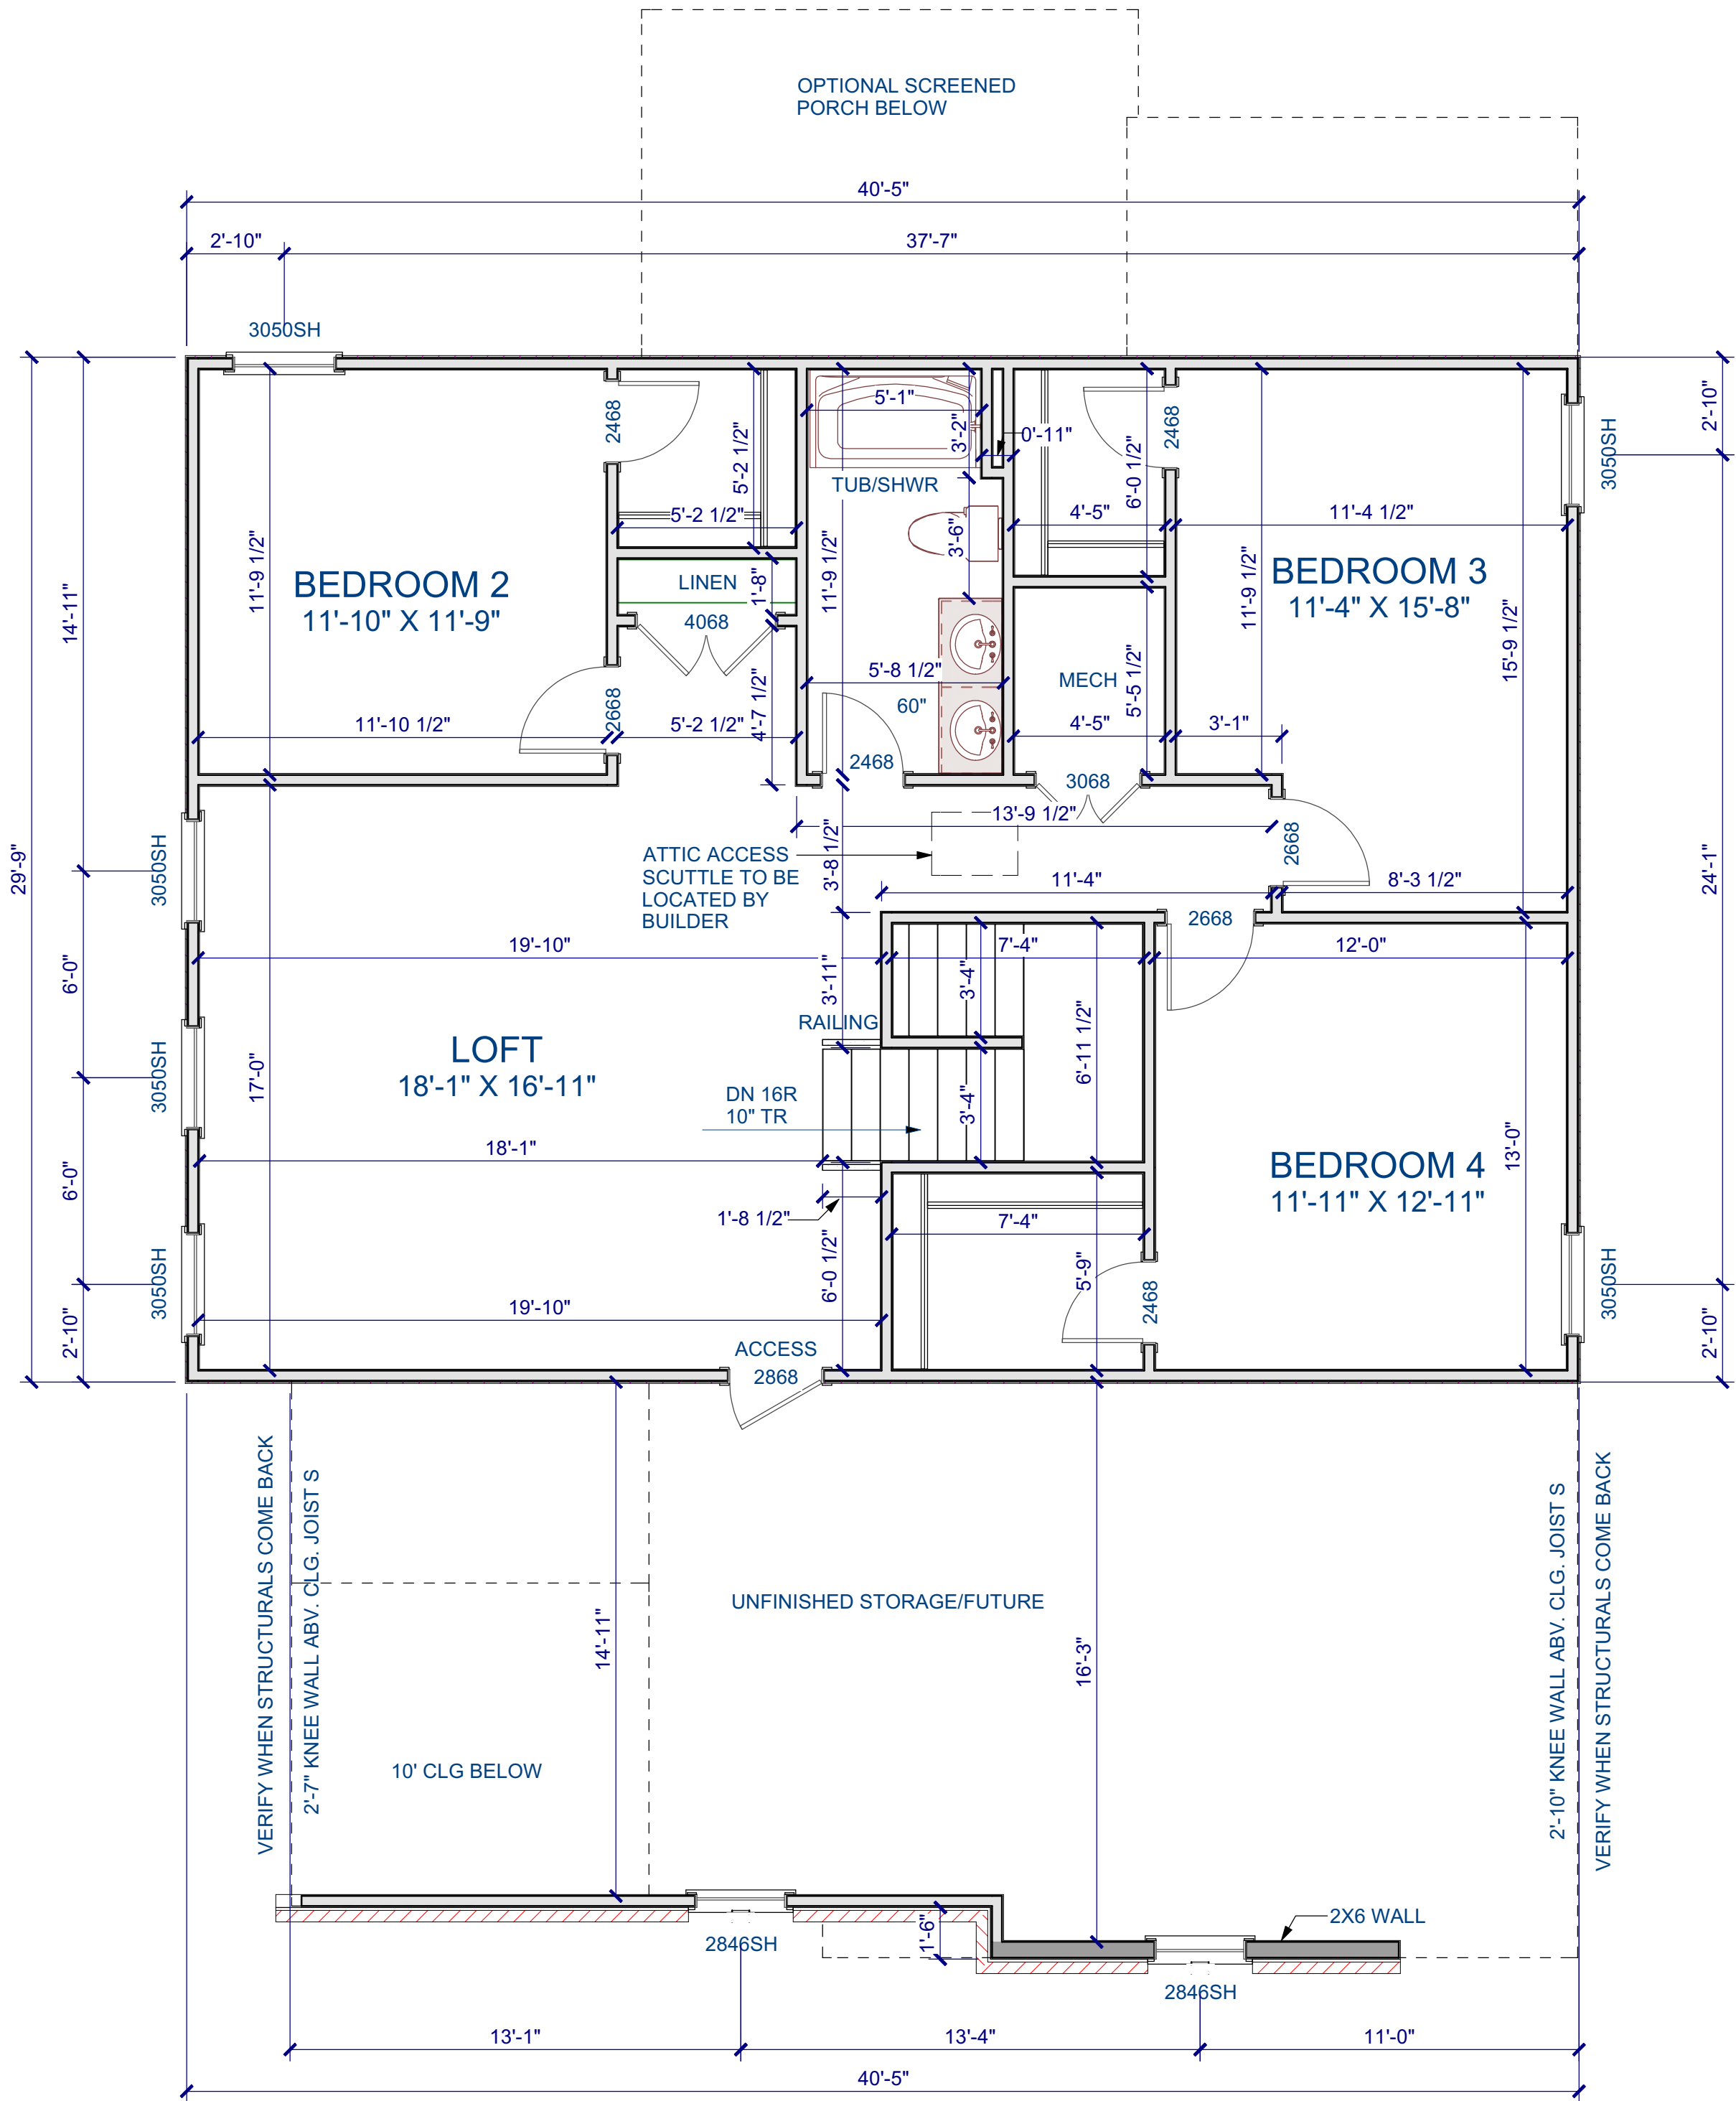 OPTIONAL SCREENED
PORCH BELOW
40'-5"
2'-10"
37'-7"
3050SH
29'-9"
14'-11"
6'-0"
6'-0"
2'-10"
3050SH
3050SH
3050SH
BEDROOM 2
11'-10" X 11'-9"
11'-9 1/2"
11'-10 1/2"
2468
5'-2 1/2"
5'-2 1/2"
LINEN
1'-8"
4068
2668
5'-2 1/2"
4'-7 1/2"
5'-1"
3'-2"
0'-11"
TUB/SHWR
3'-6"
11'-9 1/2"
5'-8 1/2"
60"
2468
2468
6'-0 1/2"
4'-5"
MECH
5'-5 1/2"
4'-5"
3068
11'-4 1/2"
BEDROOM 3
11'-4" X 15'-8"
11'-9 1/2"
15'-9 1/2"
3'-1"
3050SH
2'-10"
24'-1"
2'-10"
13'-9 1/2"
ATTIC ACCESS
SCUTTLE TO BE
LOCATED BY
BUILDER
3'-8 1/2"
11'-4"
2668
8'-3 1/2"
2668
19'-10"
7'-4"
12'-0"
3'-11"
3'-4"
6'-11 1/2"
RAILING
LOFT
18'-1" X 16'-11"
17'-0"
DN 16R
10" TR
3'-4"
18'-1"
1'-8 1/2"
6'-0 1/2"
7'-4"
5'-9"
2468
BEDROOM 4
11'-11" X 12'-11"
13'-0"
3050SH
19'-10"
ACCESS
2868
VERIFY WHEN STRUCTURALS COME BACK
2'-7" KNEE WALL ABV. CLG. JOIST S
14'-11"
UNFINISHED STORAGE/FUTURE
16'-3"
10' CLG BELOW
2'-10" KNEE WALL ABV. CLG. JOIST S
VERIFY WHEN STRUCTURALS COME BACK
2846SH
1'-6"
2X6 WALL
2846SH
13'-1"
13'-4"
11'-0"
40'-5"